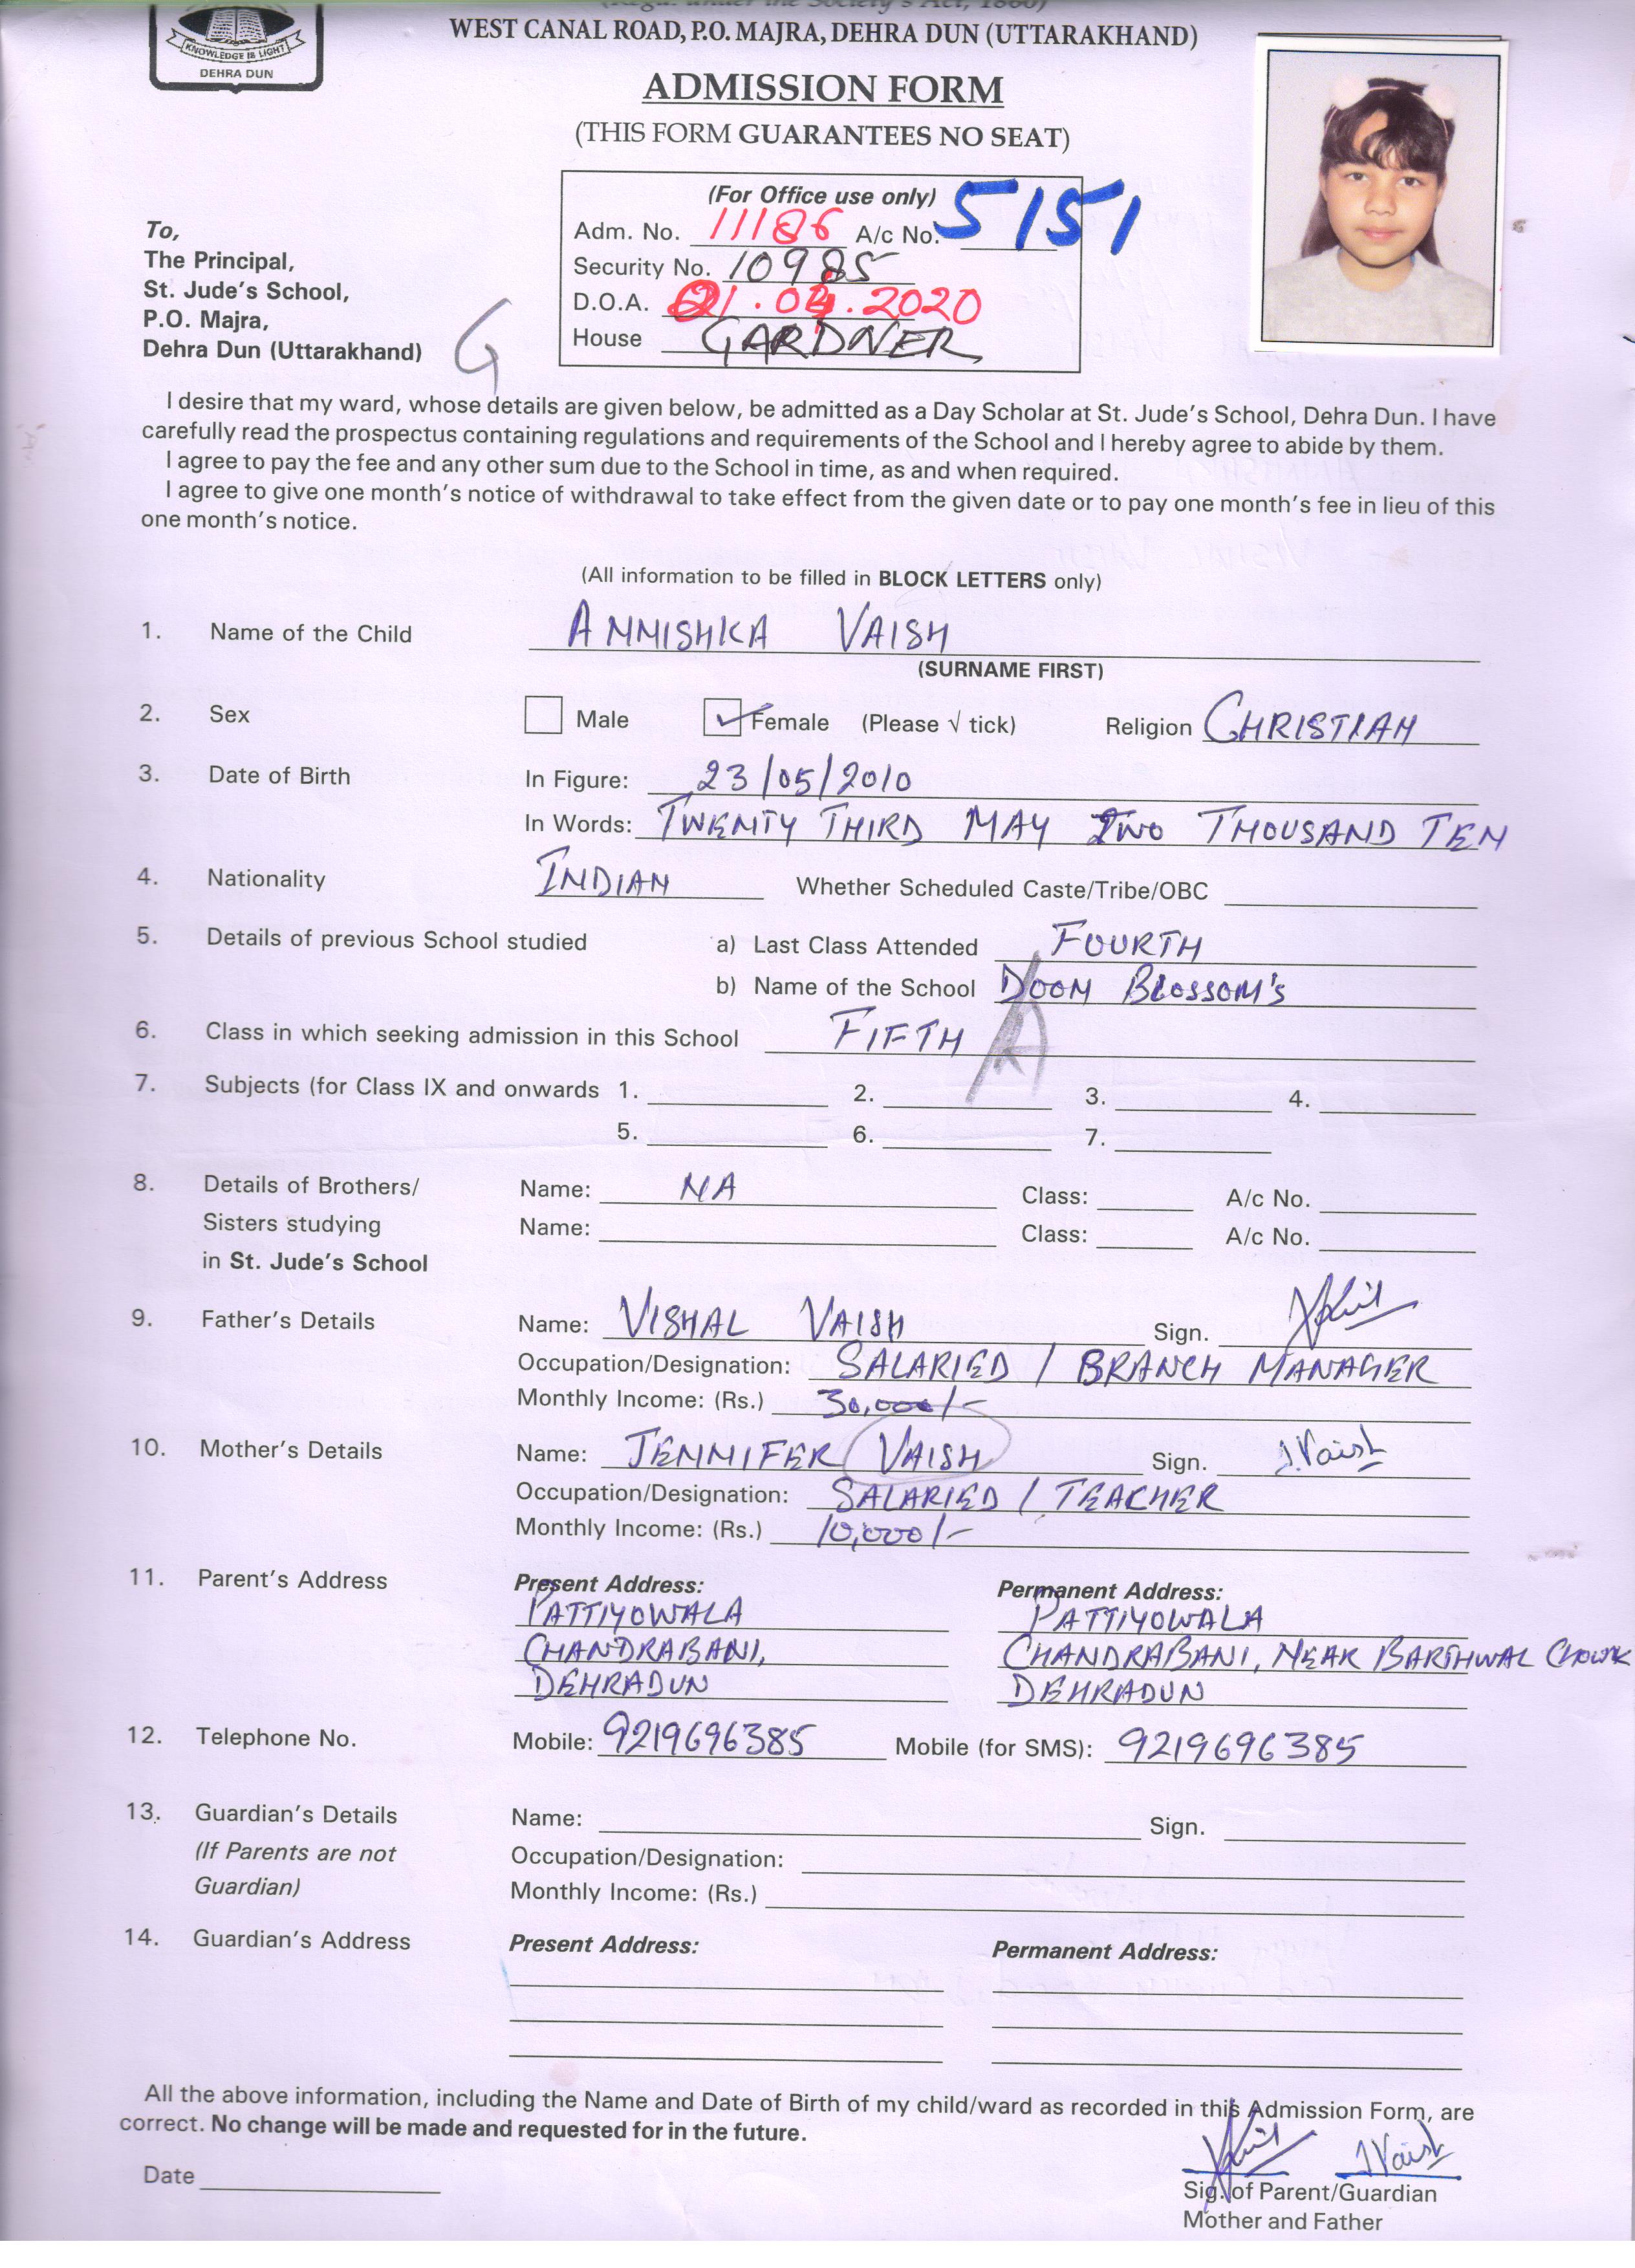 (Regd. under the Society's Act, 1860)
WEST CANAL ROAD, P.O. MAJRA, DEHRA DUN (UTTARAKHAND)
KNOWLEDGE IS LIGHT
DEHRA DUN
ADMISSION FORM
(THIS FORM GUARANTEES NO SEAT)
(For Office use only)
Adm. No. 11186 A/c No. 5151
Security No. 10985
D.O.A. 01.04.2020
House GARDNER
To,
The Principal,
St. Jude's School,
P.O. Majra,
Dehra Dun (Uttarakhand)
G
I desire that my ward, whose details are given below, be admitted as a Day Scholar at St. Jude's School, Dehra Dun. I have
carefully read the prospectus containing regulations and requirements of the School and I hereby agree to abide by them.
I agree to pay the fee and any other sum due to the School in time, as and when required.
I agree to give one month's notice of withdrawal to take effect from the given date or to pay one month's fee in lieu of this
one month's notice.
(All information to be filled in BLOCK LETTERS only)
1. Name of the Child ANNISHKA VAISH
(SURNAME FIRST)
2. Sex Male Female (Please √ tick) Religion CHRISTIAN
3. Date of Birth In Figure: 23/05/2010
In Words: TWENTY THIRD MAY TWO THOUSAND TEN
4. Nationality INDIAN Whether Scheduled Caste/Tribe/OBC
5. Details of previous School studied a) Last Class Attended FOURTH
b) Name of the School DOON BLOSSOM'S
6. Class in which seeking admission in this School FIFTH A
7. Subjects (for Class IX and onwards 1. 2. 3. 4.
5. 6. 7.
8. Details of Brothers/ Name: NA Class: A/c No.
Sisters studying Name: Class: A/c No.
in St. Jude's School
9. Father's Details Name: VISHAL VAISH Sign.
Occupation/Designation: SALARIED / BRANCH MANAGER
Monthly Income: (Rs.) 30,000/-
10. Mother's Details Name: JENNIFER VAISH Sign. J.Vaish
Occupation/Designation: SALARIED / TEACHER
Monthly Income: (Rs.) 10,000/-
11. Parent's Address Present Address: Permanent Address:
PATTIYOWALA PATTIYOWALA
CHANDRABANI, CHANDRABANI, NEAR BARTHWAL CHOWK
DEHRADUN DEHRADUN
12. Telephone No. Mobile: 9219696385 Mobile (for SMS): 9219696385
13. Guardian's Details Name: Sign.
(If Parents are not Occupation/Designation:
Guardian) Monthly Income: (Rs.)
14. Guardian's Address Present Address: Permanent Address:
All the above information, including the Name and Date of Birth of my child/ward as recorded in this Admission Form, are
correct. No change will be made and requested for in the future.
JVaish
Date Sig. of Parent/Guardian
Mother and Father